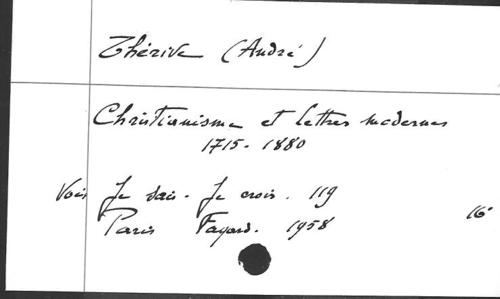 Thérive (André)
Christianisme et lettres modernes
1715-1880
Voir Je sais - Je crois. 119
Paris Fayard. 1958 16°